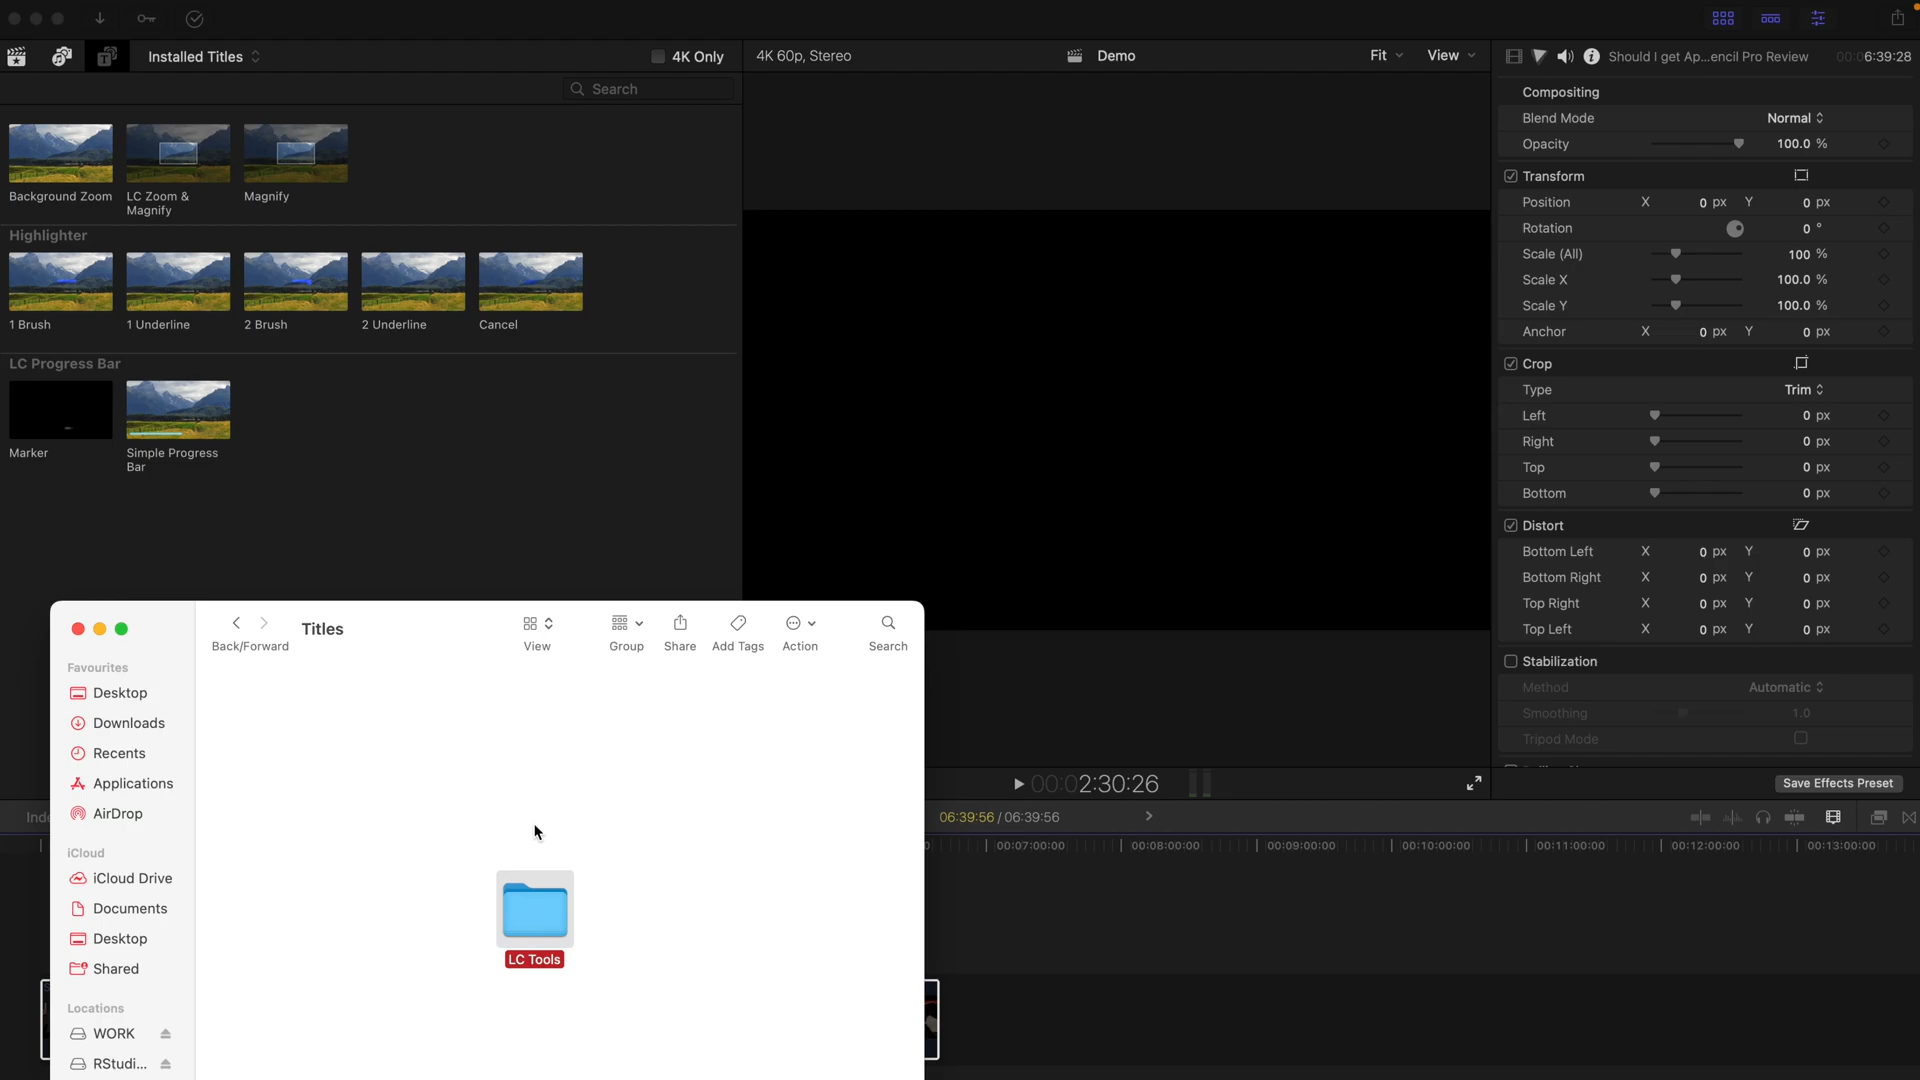 Installed Titles
4K Only
4K 60p, Stereo
Demo
Fit
View
Should I get Ap...encil Pro Review
00:06:39:28
Search
Compositing
Blend Mode
Normal
Opacity
100.0 %
Background Zoom
LC Zoom &
Magnify
Magnify
Transform
Position X 0 px Y 0 px
Rotation 0 °
Scale (All) 100 %
Scale X 100.0 %
Scale Y 100.0 %
Anchor X 0 px Y 0 px
Highlighter
1 Brush
1 Underline
2 Brush
2 Underline
Cancel
LC Progress Bar
Marker
Simple Progress
Bar
Crop
Type Trim
Left 0 px
Right 0 px
Top 0 px
Bottom 0 px
Distort
Bottom Left X 0 px Y 0 px
Bottom Right X 0 px Y 0 px
Top Right X 0 px Y 0 px
Top Left X 0 px Y 0 px
Stabilization
Method Automatic
Smoothing 1.0
Tripod Mode
Save Effects Preset
00:02:30:26
06:39:56 / 06:39:56
00:07:00:00
00:08:00:00
00:09:00:00
00:10:00:00
00:11:00:00
00:12:00:00
00:13:00:00
Back/Forward
Titles
View
Group
Share
Add Tags
Action
Search
Favourites
Desktop
Downloads
Recents
Applications
AirDrop
iCloud
iCloud Drive
Documents
Desktop
Shared
Locations
WORK
RStudi...
LC Tools